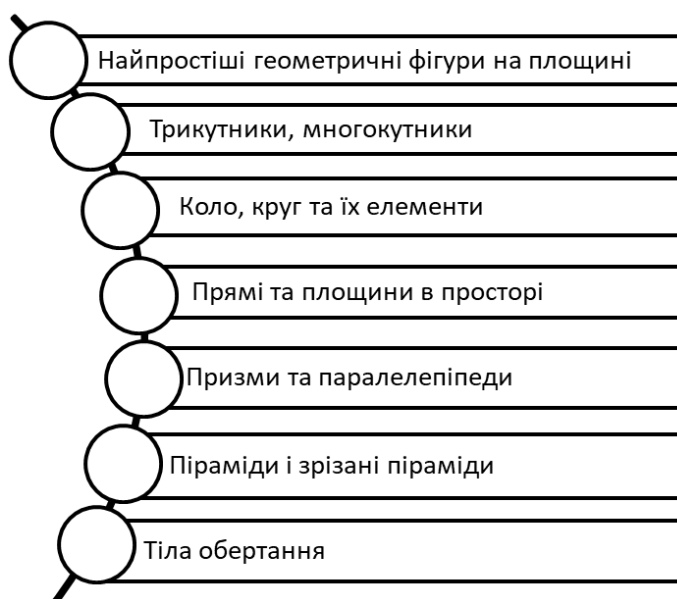 Найпростіші геометричні фігури на площині
Трикутники, многокутники
Коло, круг та їх елементи
Прямі та площини в просторі
Призми та паралелепіпеди
Піраміди і зрізані піраміди
Тіла обертання